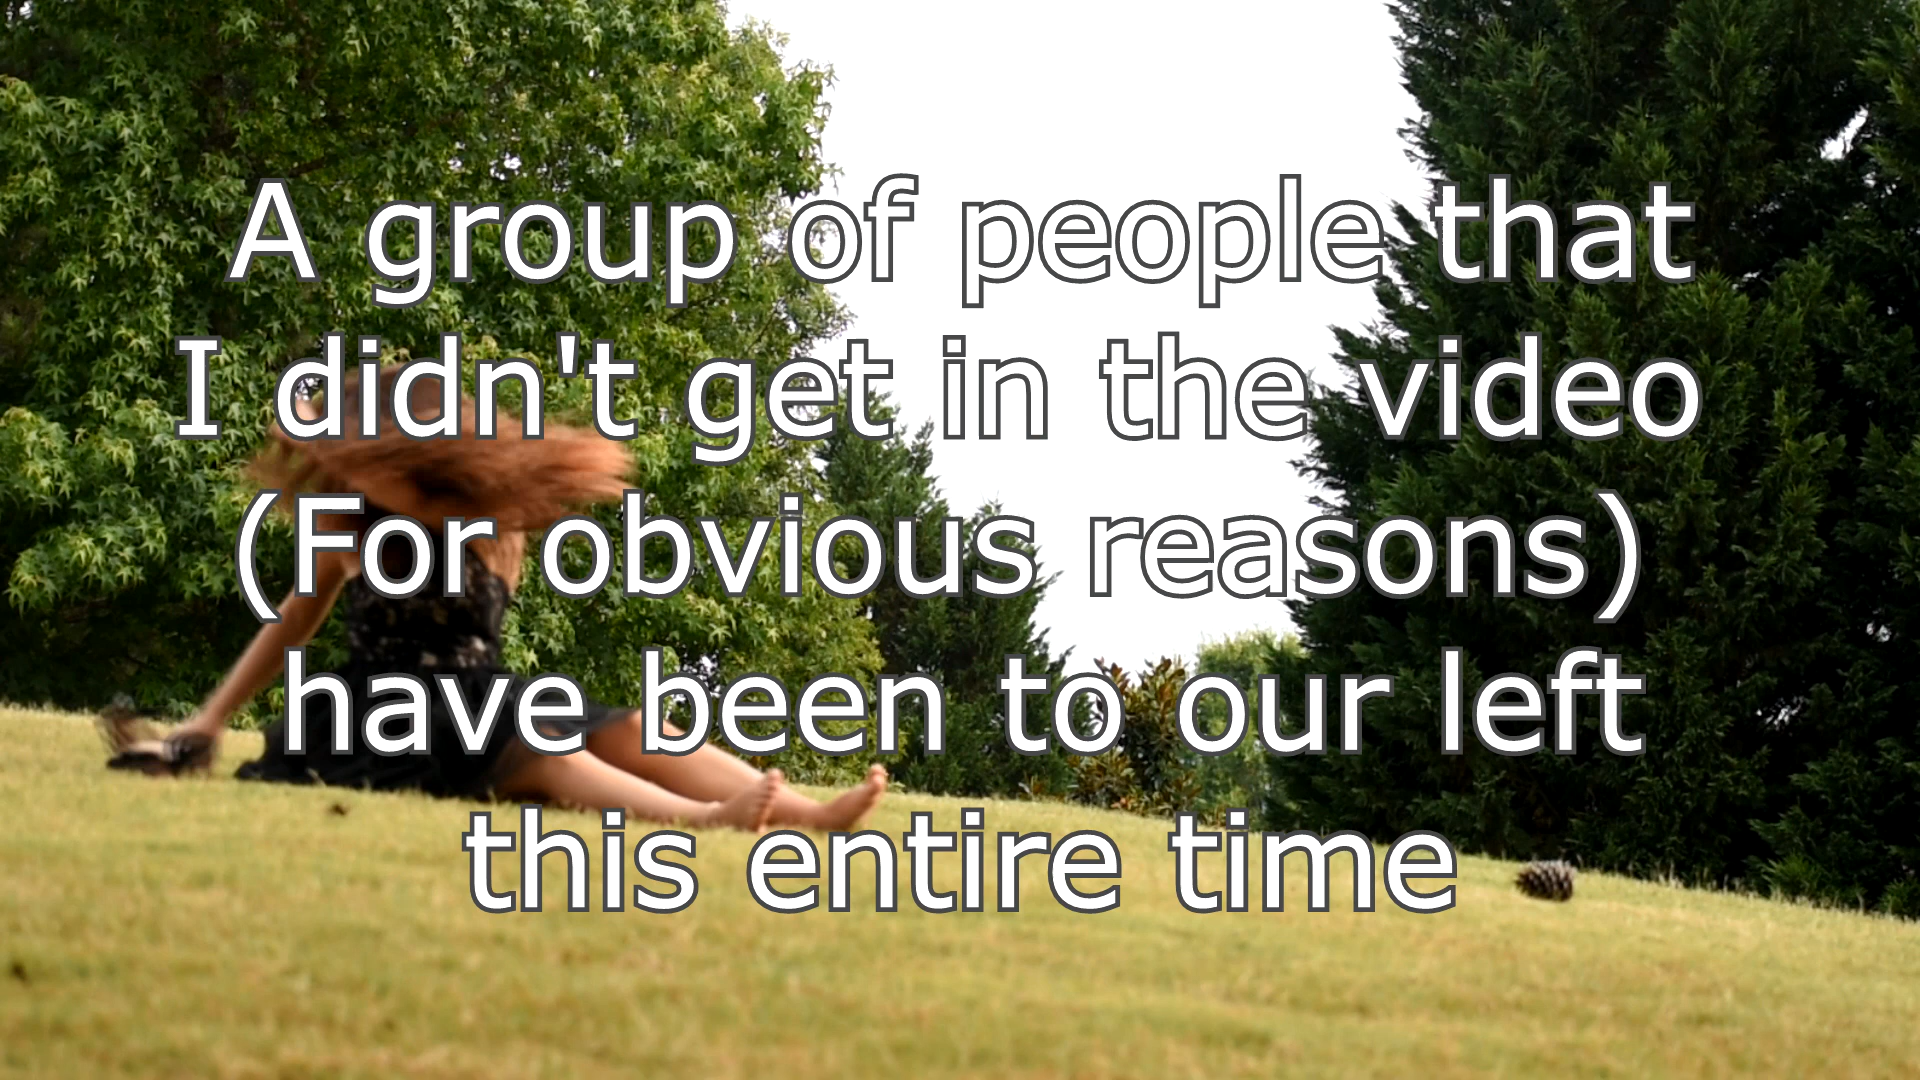 A group of people that
I didn't get in the video
(For obvious reasons)
have been to our left
this entire time